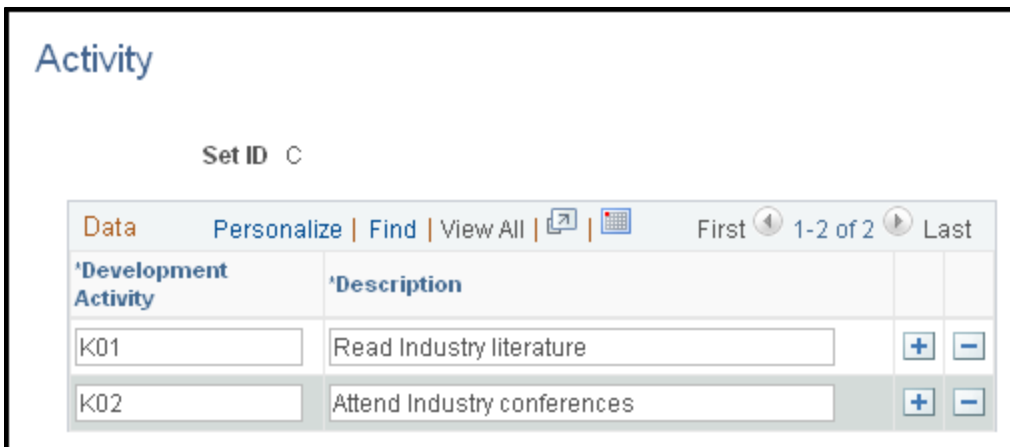 Activity
Set ID C
Data Personalize | Find | View All | | First 1-2 of 2 Last
*Development Activity *Description
K01 Read Industry literature
K02 Attend Industry conferences